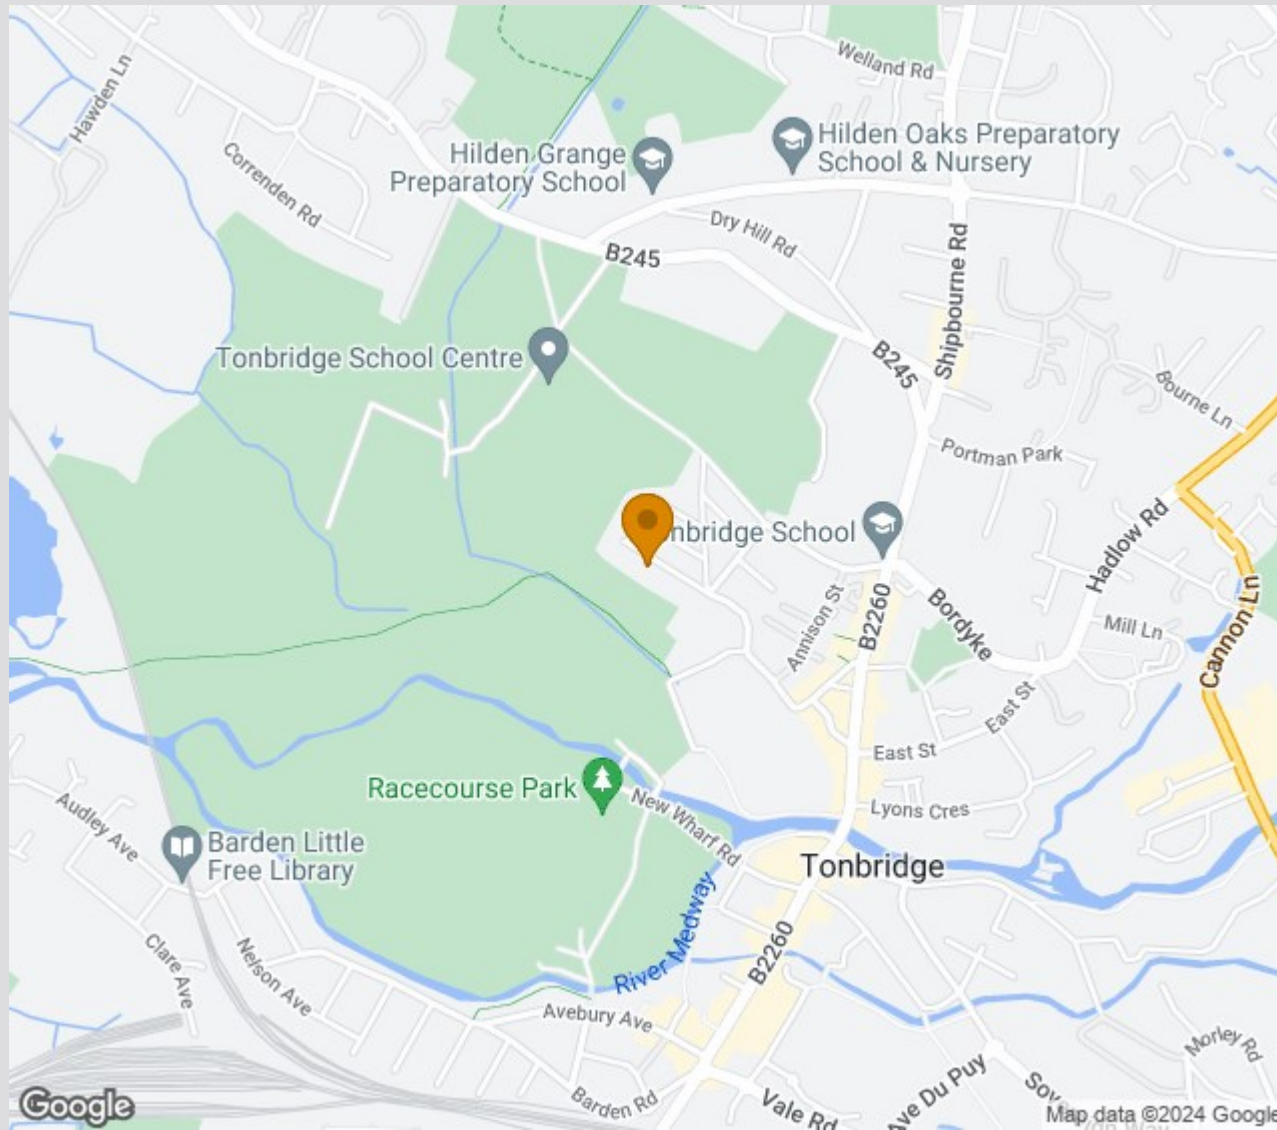 Welland Rd
Hawden Ln
Hilden Oaks Preparatory
School & Nursery
Hilden Grange
Preparatory School
Correnden Rd
Dry Hill Rd
B245
Shipbourne Rd
Tonbridge School Centre
B245
Bourne Ln
Portman Park
nbridge School
Hadlow Rd
Annison St
B2260
Bordyke
Mill Ln
Cannon Ln
East St
East St
Racecourse Park
New Wharf Rd
Lyons Cres
Audley Ave
Barden Little
Free Library
Tonbridge
River Medway
B2260
Clare Ave
Nelson Ave
Avebury Ave
Morley Rd
Ave Du Puy
Barden Rd
Vale Rd
Google
Map data ©2024 Google